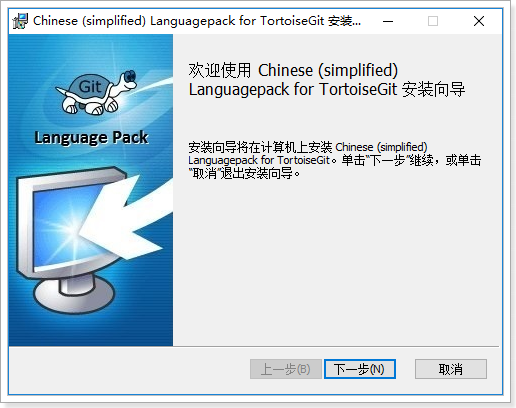 Chinese (simplified) Languagepack for TortoiseGit 安装...
Git
Language Pack
欢迎使用 Chinese (simplified)
Languagepack for TortoiseGit 安装向导
安装向导将在计算机上安装 Chinese (simplified)
Languagepack for TortoiseGit。单击“下一步”继续，或单击
“取消”退出安装向导。
上一步(B)
下一步(N)
取消